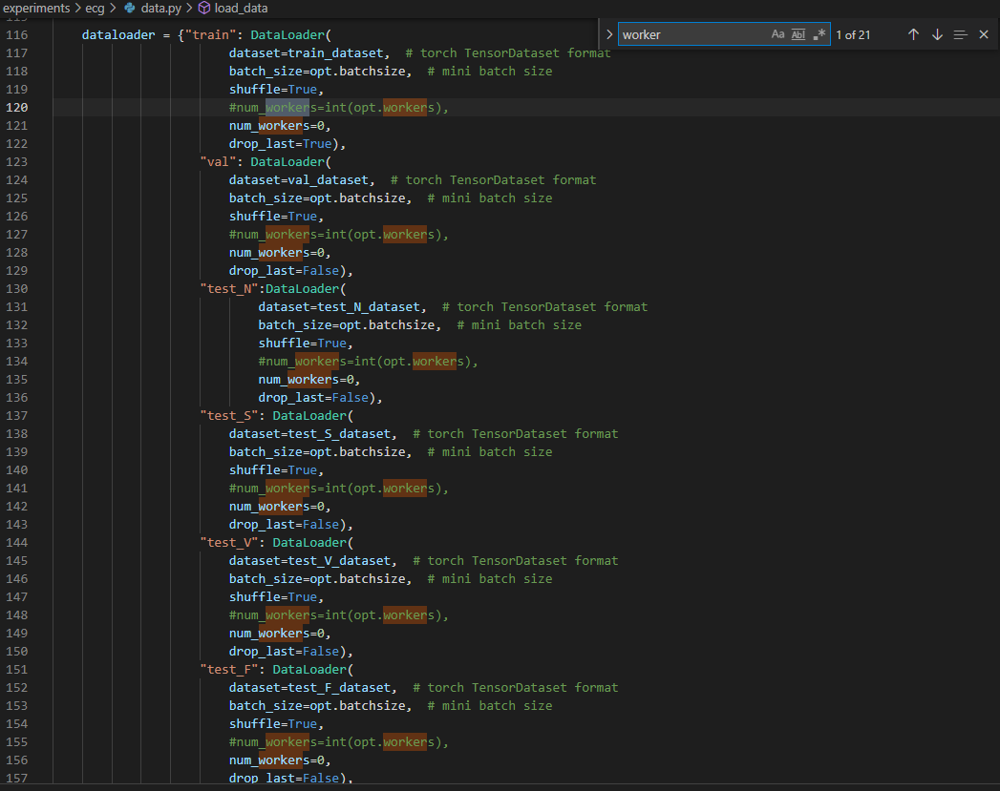 experiments > ecg > data.py > load_data
worker Aa Abl .* 1 of 21
115
116 dataloader = {"train": DataLoader(
117 dataset=train_dataset,  # torch TensorDataset format
118 batch_size=opt.batchsize,  # mini batch size
119 shuffle=True,
120 #num_workers=int(opt.workers),
121 num_workers=0,
122 drop_last=True),
123 "val": DataLoader(
124 dataset=val_dataset,  # torch TensorDataset format
125 batch_size=opt.batchsize,  # mini batch size
126 shuffle=True,
127 #num_workers=int(opt.workers),
128 num_workers=0,
129 drop_last=False),
130 "test_N":DataLoader(
131 dataset=test_N_dataset,  # torch TensorDataset format
132 batch_size=opt.batchsize,  # mini batch size
133 shuffle=True,
134 #num_workers=int(opt.workers),
135 num_workers=0,
136 drop_last=False),
137 "test_S": DataLoader(
138 dataset=test_S_dataset,  # torch TensorDataset format
139 batch_size=opt.batchsize,  # mini batch size
140 shuffle=True,
141 #num_workers=int(opt.workers),
142 num_workers=0,
143 drop_last=False),
144 "test_V": DataLoader(
145 dataset=test_V_dataset,  # torch TensorDataset format
146 batch_size=opt.batchsize,  # mini batch size
147 shuffle=True,
148 #num_workers=int(opt.workers),
149 num_workers=0,
150 drop_last=False),
151 "test_F": DataLoader(
152 dataset=test_F_dataset,  # torch TensorDataset format
153 batch_size=opt.batchsize,  # mini batch size
154 shuffle=True,
155 #num_workers=int(opt.workers),
156 num_workers=0,
157 drop_last=False),